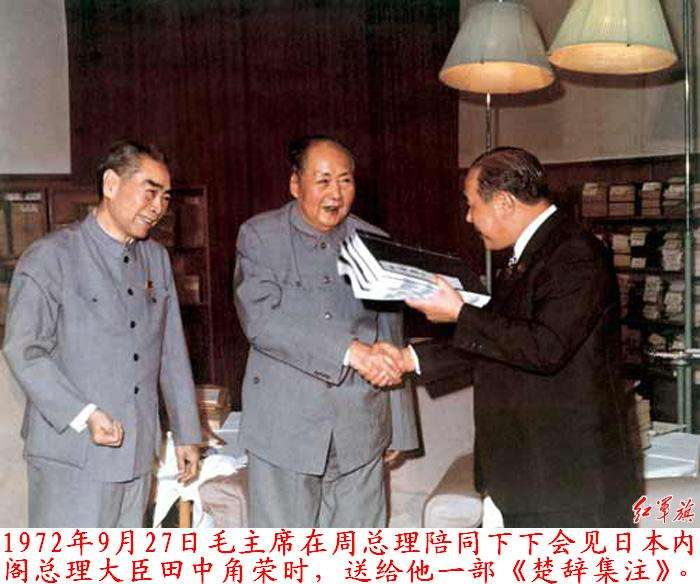 红军旗
1972年9月27日毛主席在周总理陪同下下会见日本内
阁总理大臣田中角荣时，送给他一部《楚辞集注》。